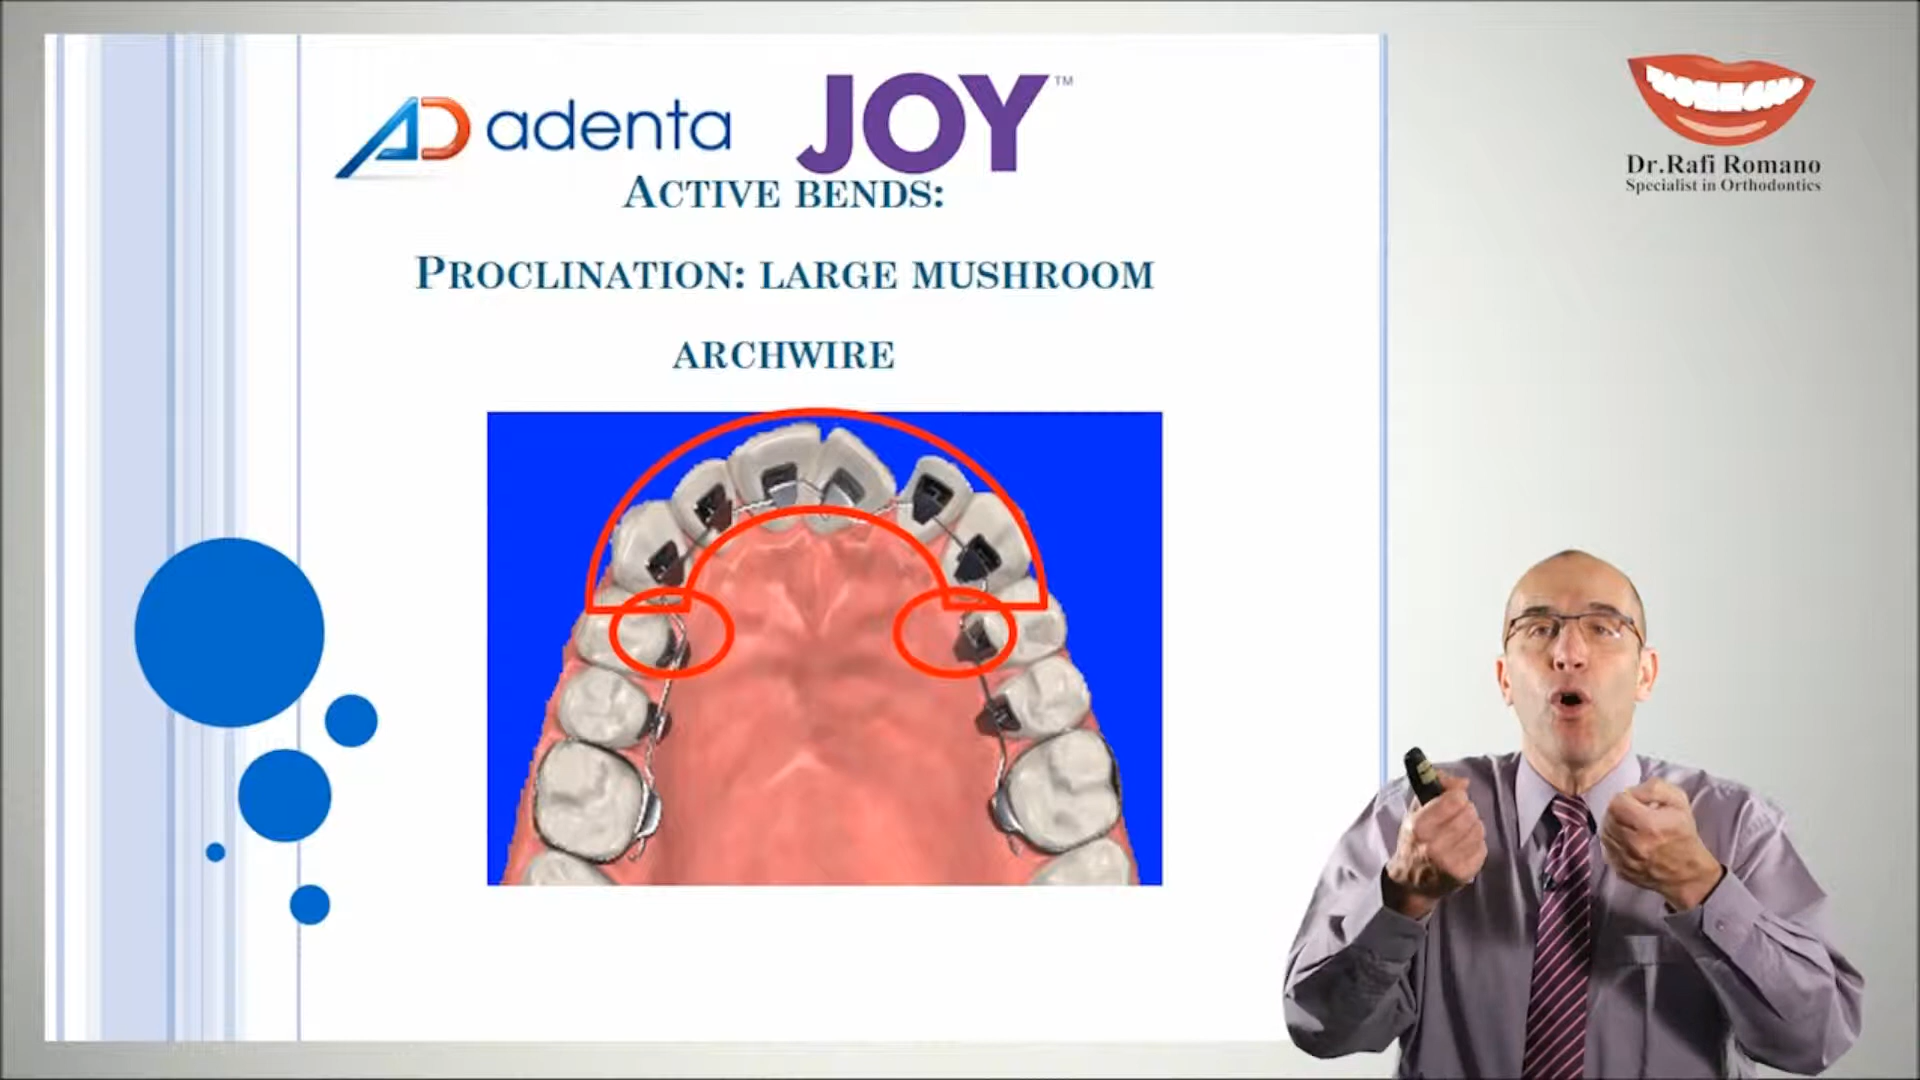 adenta
JOY™
ACTIVE BENDS:
PROCLINATION: LARGE MUSHROOM
ARCHWIRE
Dr.Rafi Romano
Specialist in Orthodontics